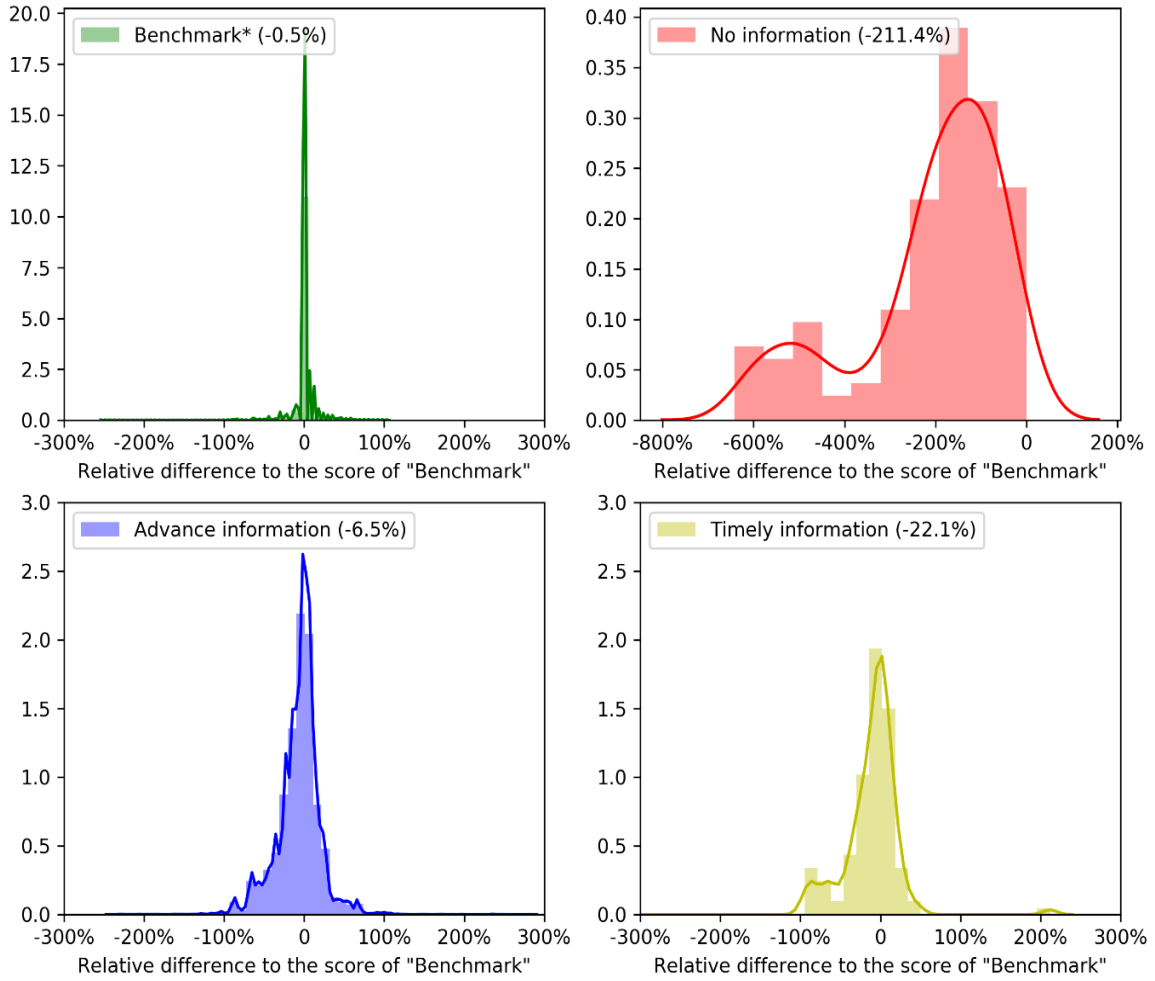 Benchmark* (-0.5%)
20.0
17.5
15.0
12.5
10.0
7.5
5.0
2.5
0.0
-300% -200% -100% 0 100% 200% 300%
Relative difference to the score of "Benchmark"
No information (-211.4%)
0.40
0.35
0.30
0.25
0.20
0.15
0.10
0.05
0.00
-800% -600% -400% -200% 0 200%
Relative difference to the score of "Benchmark"
Advance information (-6.5%)
3.0
2.5
2.0
1.5
1.0
0.5
0.0
-300% -200% -100% 0 100% 200% 300%
Relative difference to the score of "Benchmark"
Timely information (-22.1%)
3.0
2.5
2.0
1.5
1.0
0.5
0.0
-300% -200% -100% 0 100% 200% 300%
Relative difference to the score of "Benchmark"